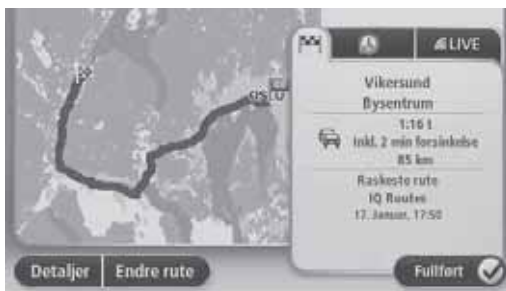 LIVE
Vikersund
Bysentrum
1:16 t
Inkl. 2 min forsinkelse
85 km
Raskeste rute
IQ Routes
17. Januar, 17:50
Detaljer
Endre rute
Fullført